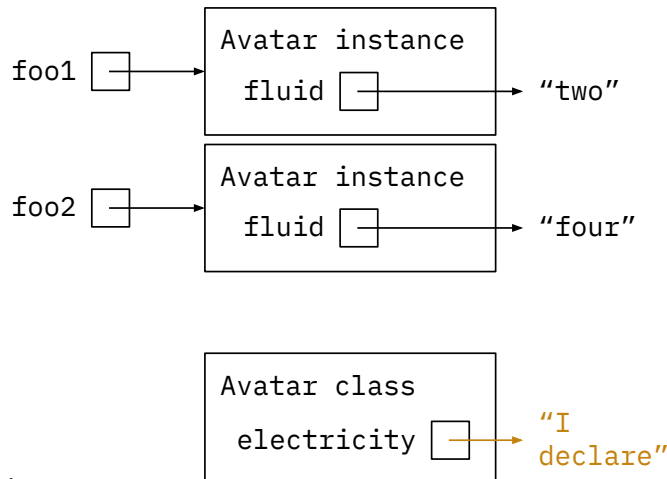 Avatar instance
foo1
fluid
“two”
Avatar instance
foo2
fluid
“four”
Avatar class
electricity
“I
declare”